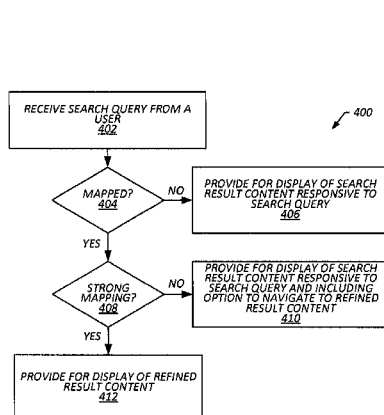 400
RECEIVE SEARCH QUERY FROM A
USER
402
MAPPED?
404
NO
PROVIDE FOR DISPLAY OF SEARCH
RESULT CONTENT RESPONSIVE TO
SEARCH QUERY
406
YES
STRONG
MAPPING?
408
NO
PROVIDE FOR DISPLAY OF SEARCH
RESULT CONTENT RESPONSIVE TO
SEARCH QUERY AND INCLUDING
OPTION TO NAVIGATE TO REFINED
RESULT CONTENT
410
YES
PROVIDE FOR DISPLAY OF REFINED
RESULT CONTENT
412